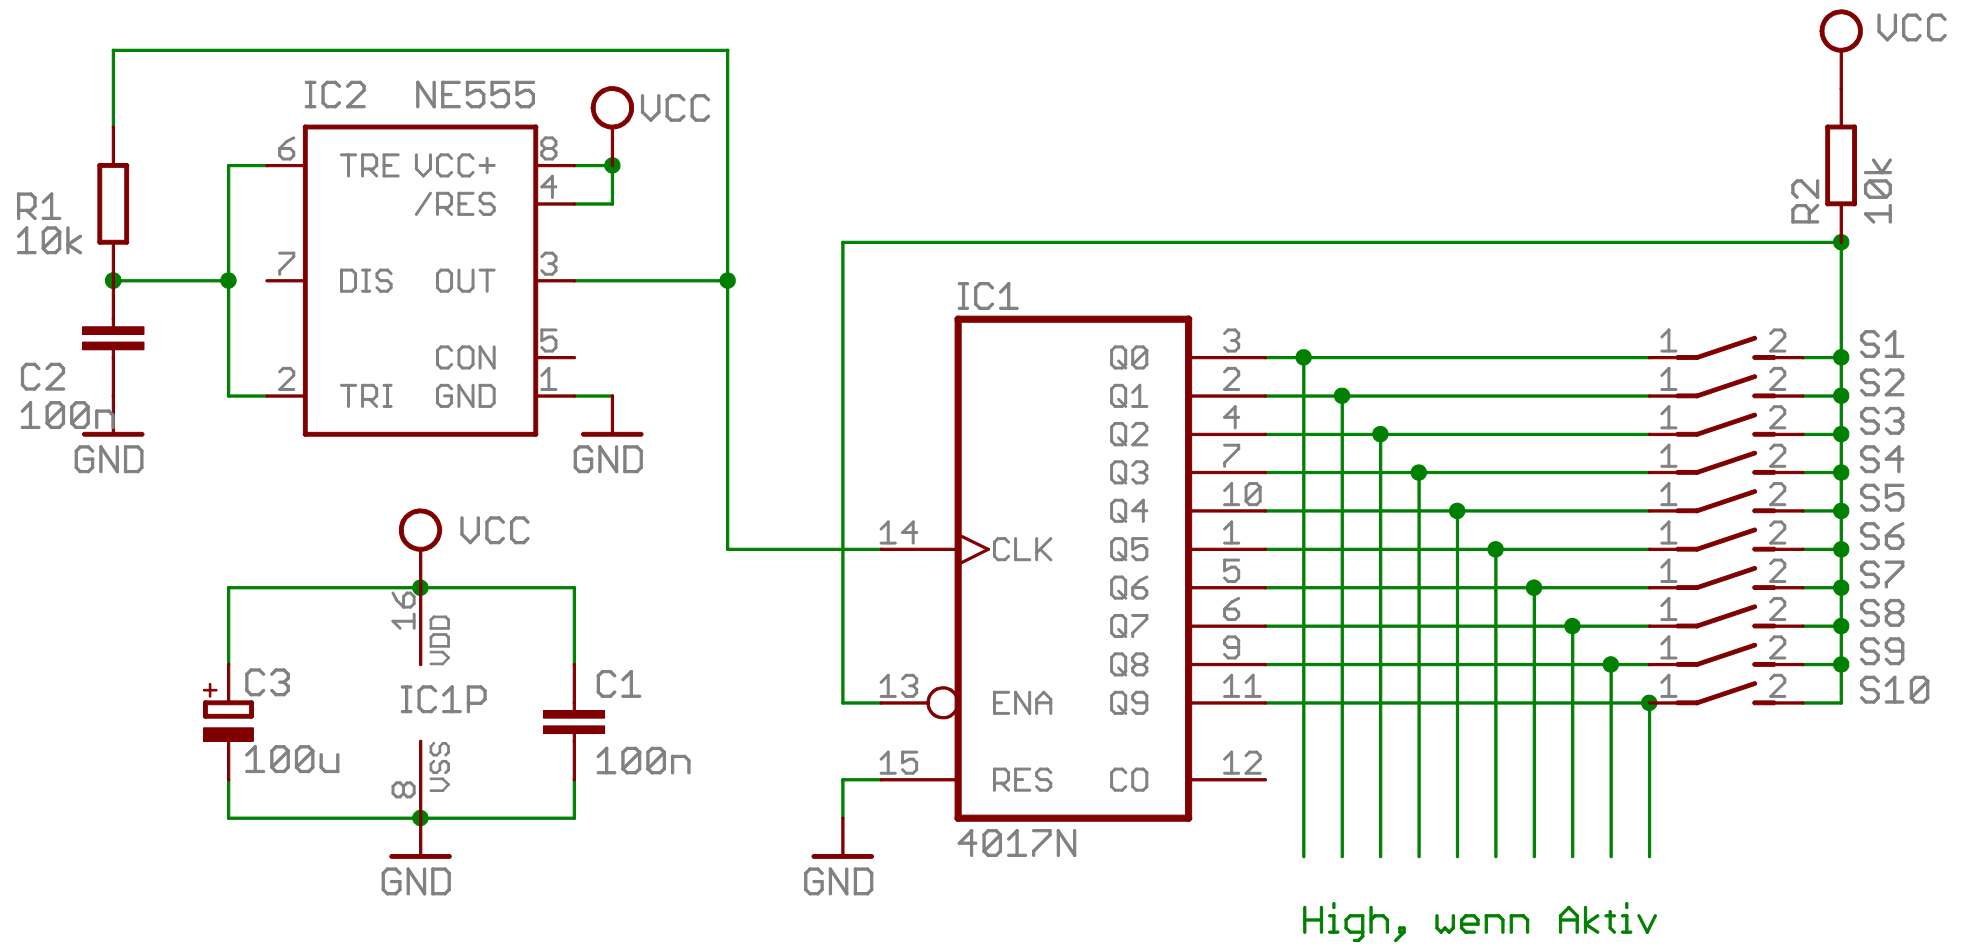 VCC
IC2 NE555
VCC
6 TRE VCC+ 8
/RES 4
R1
10k
R2
10k
7 DIS OUT 3
IC1
CON 5
C2
100n
2 TRI GND 1
GND
GND
Q0 3 1 2 S1
Q1 2 1 2 S2
Q2 4 1 2 S3
Q3 7 1 2 S4
Q4 10 1 2 S5
14 CLK Q5 1 1 2 S6
Q6 5 1 2 S7
Q7 6 1 2 S8
Q8 9 1 2 S9
13 ENA Q9 11 1 2 S10
15 RES CO 12
4017N
GND
VCC
16
VDD
+ C3
100u
IC1P
C1
100n
8
VSS
GND
High, wenn Aktiv